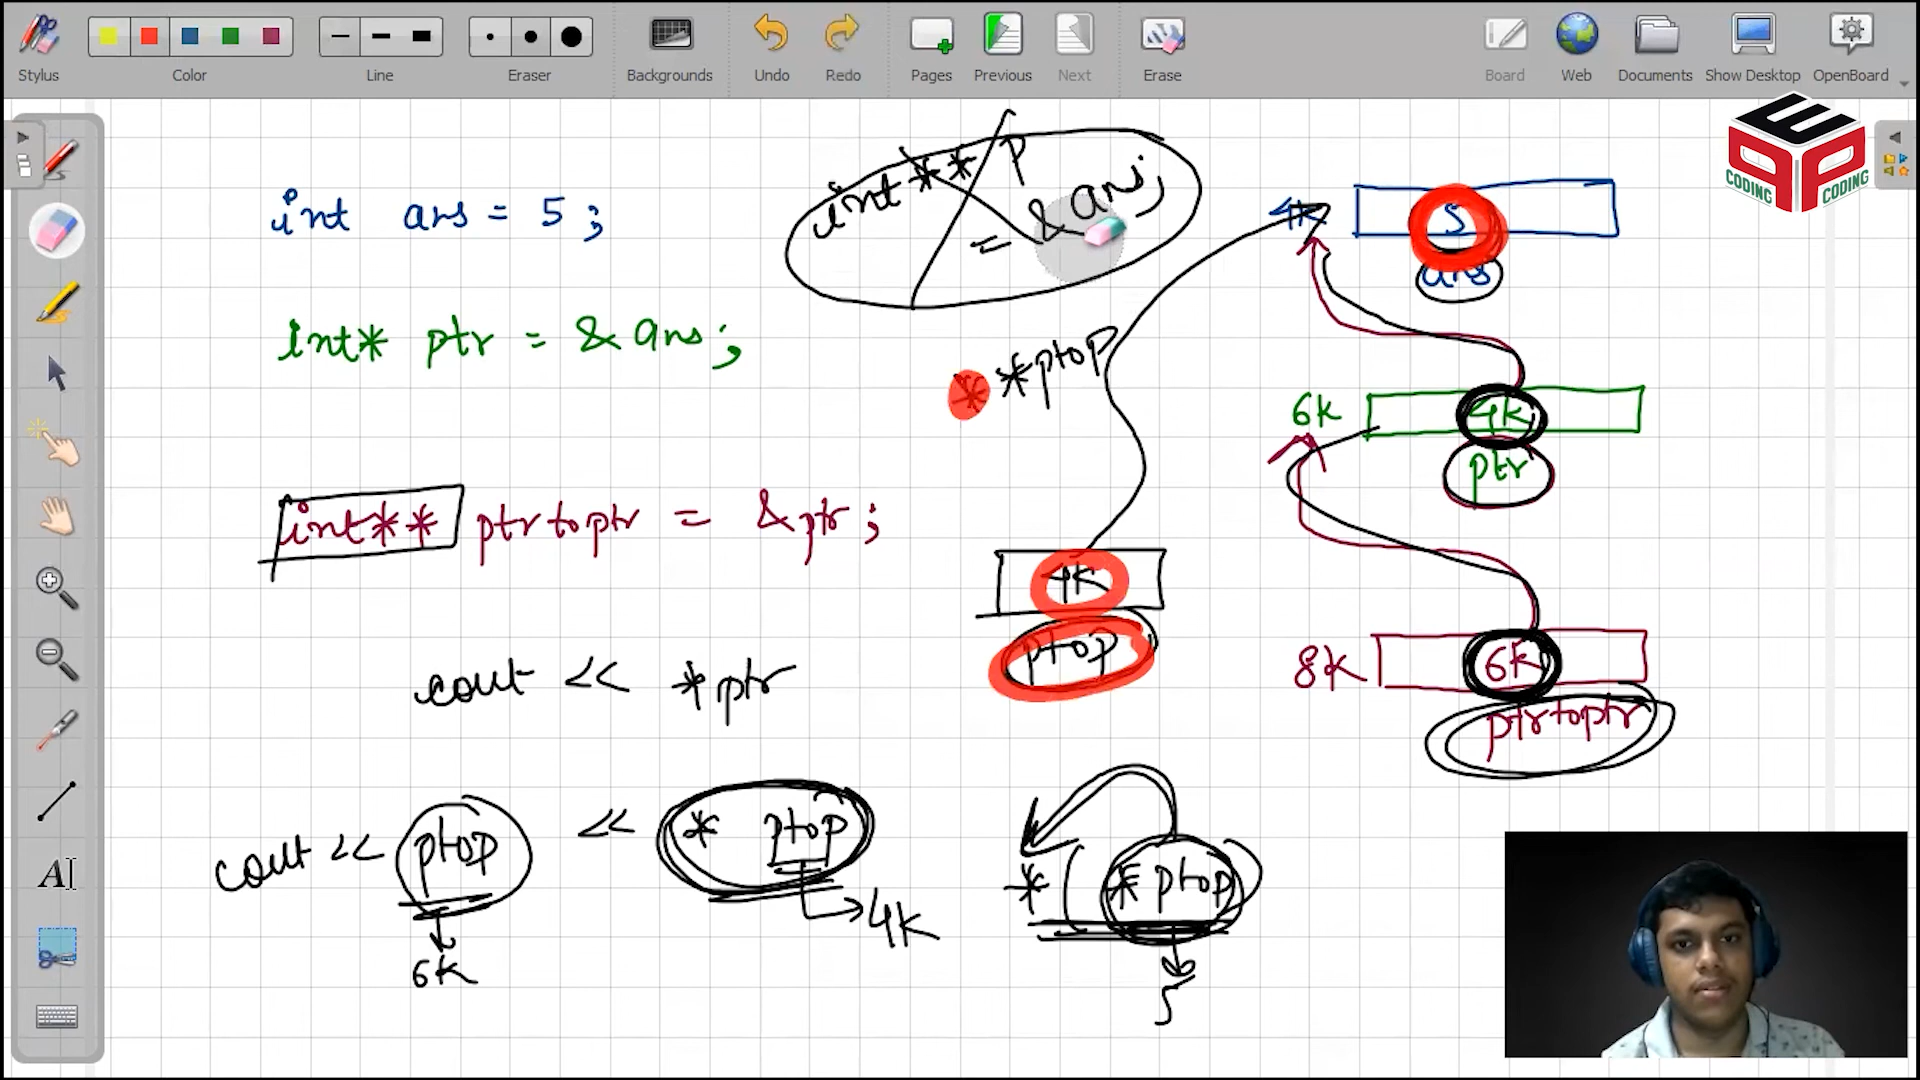 Stylus Color Line Eraser Backgrounds Undo Redo Pages Previous Next Erase Board Web Documents Show Desktop OpenBoard
CODING CODING
int ans = 5 ;
int** p
= & ans;
4K 5
ans
int* ptr = & ans ;
* *ptop
6K 4K
ptr
int** ptrtoptr = &ptr ;
4K
ptop
8K 6K
ptrtoptr
cout << *ptr
cout << ptop << * ptop * ( * ptop )
6K 4K 5
A